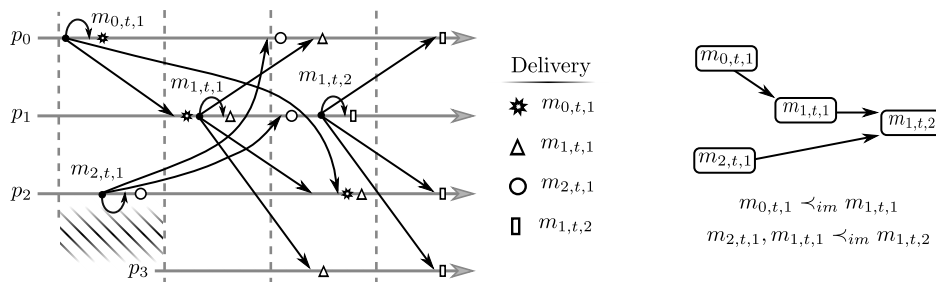 p₀
m₀,ₜ,₁
p₁
m₁,ₜ,₁
m₁,ₜ,₂
p₂
m₂,ₜ,₁
p₃
Delivery
m₀,ₜ,₁
m₁,ₜ,₁
m₂,ₜ,₁
m₁,ₜ,₂
m₀,ₜ,₁
m₁,ₜ,₁
m₁,ₜ,₂
m₂,ₜ,₁
m₀,ₜ,₁ ≺ᵢₘ m₁,ₜ,₁
m₂,ₜ,₁, m₁,ₜ,₁ ≺ᵢₘ m₁,ₜ,₂